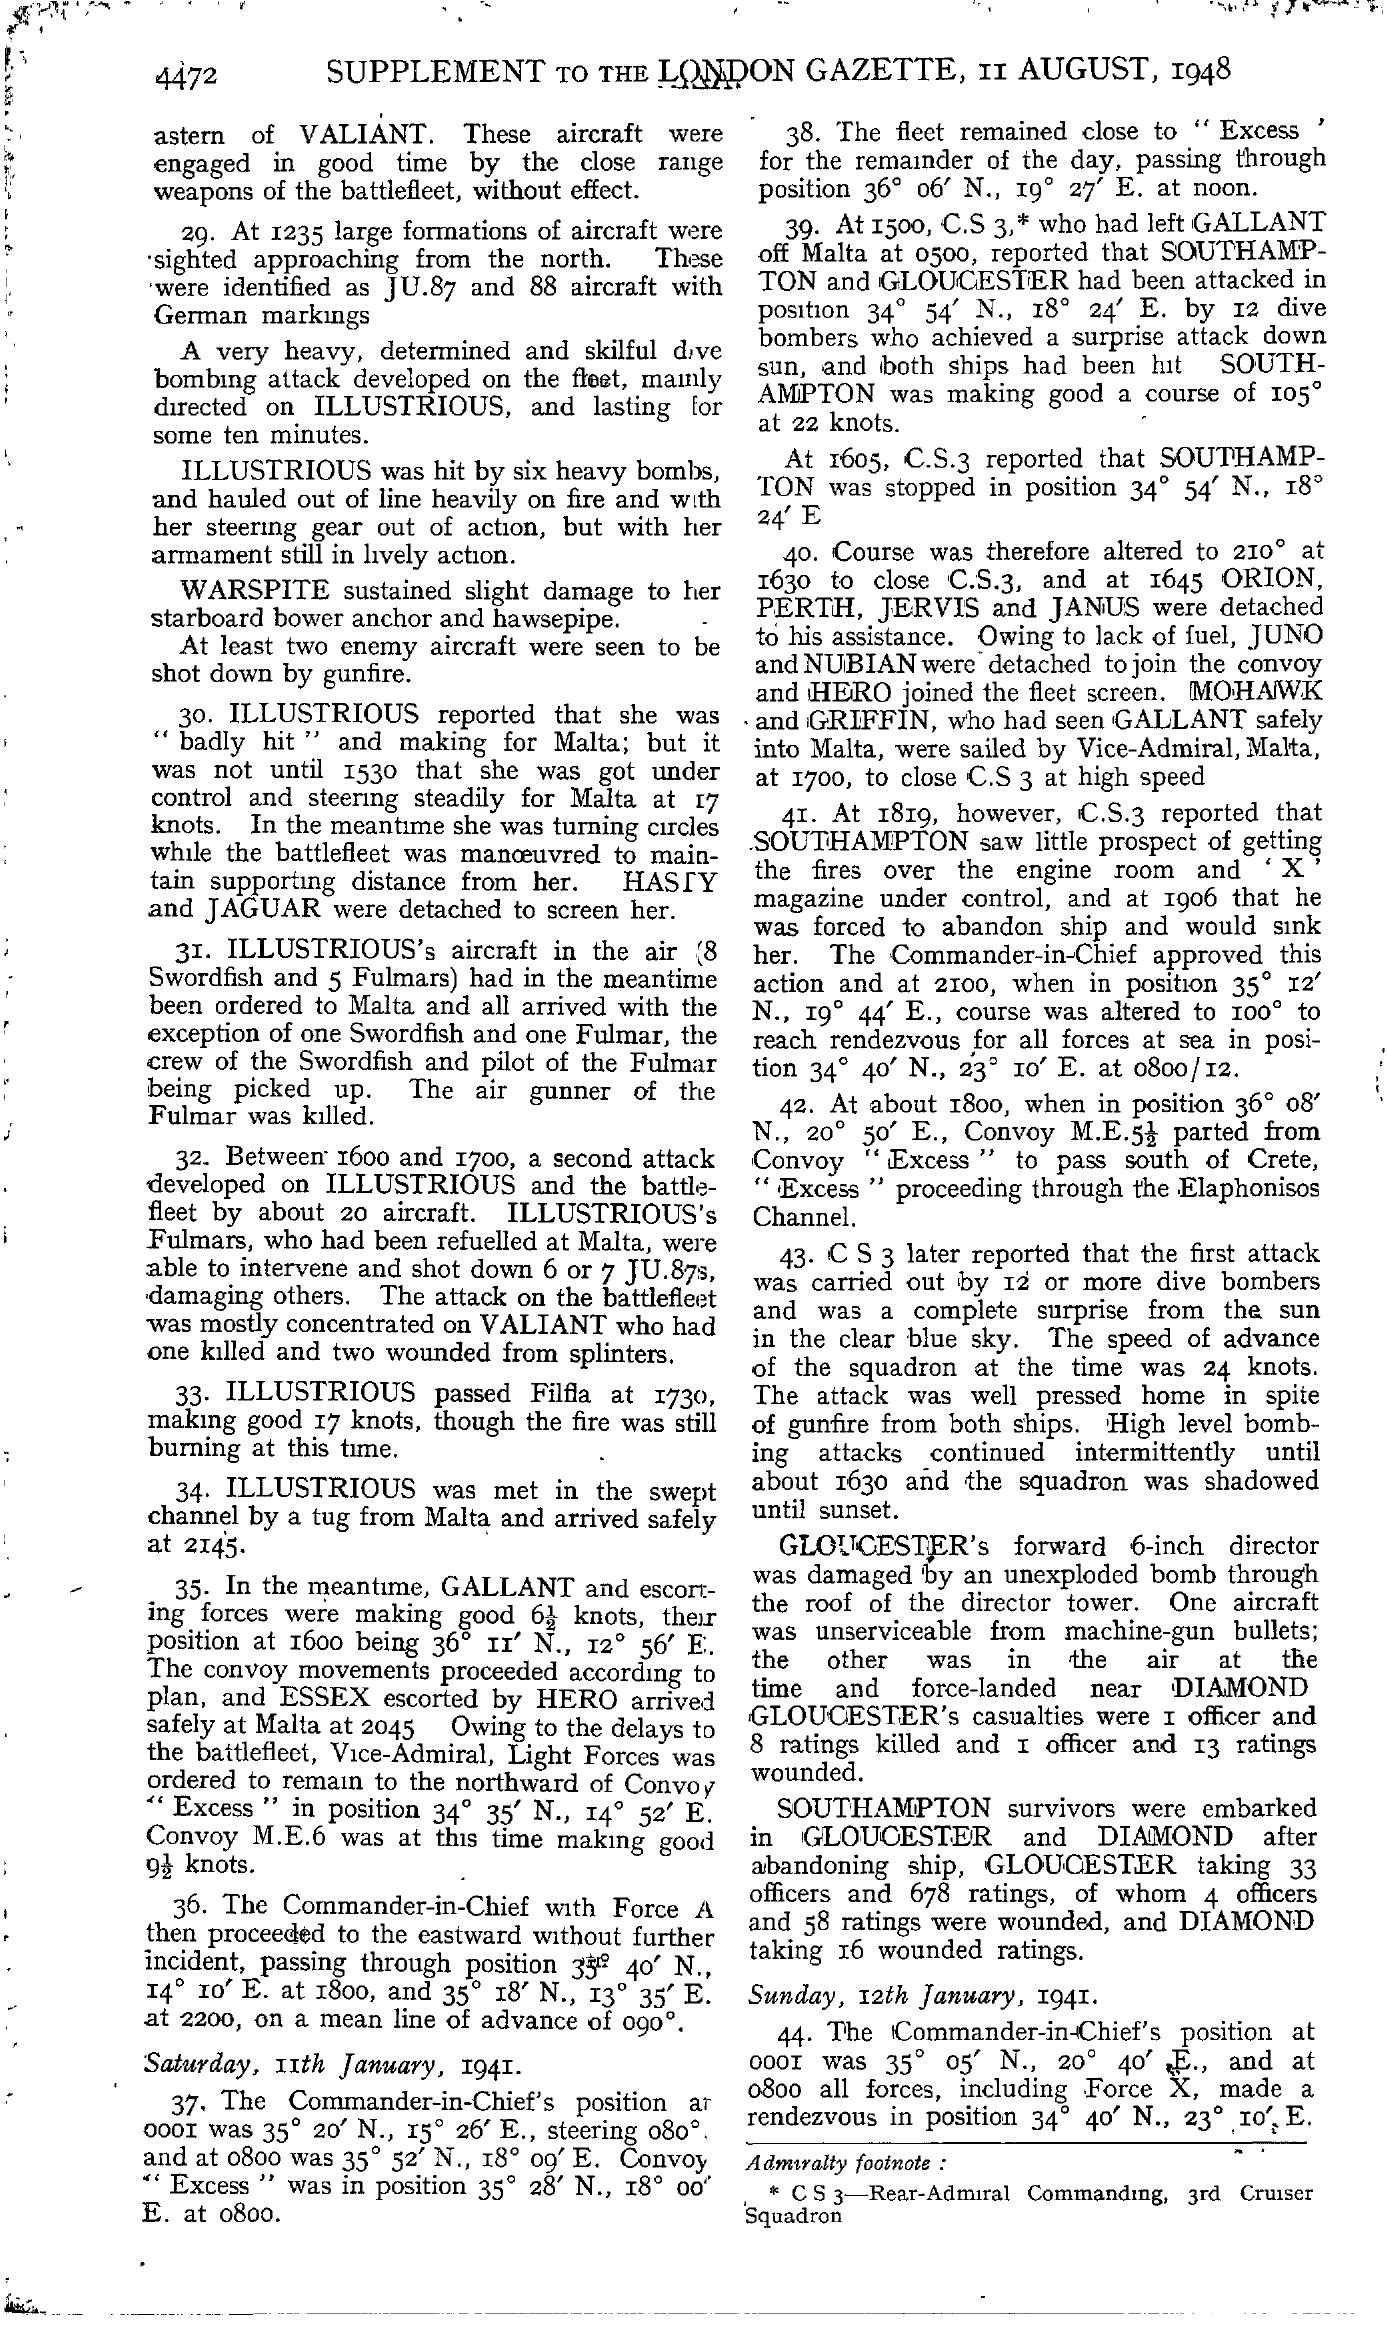 4472 SUPPLEMENT TO THE LONDON GAZETTE, 11 AUGUST, 1948
astern of VALIANT. These aircraft were
engaged in good time by the close range
weapons of the battlefleet, without effect.
29. At 1235 large formations of aircraft were
sighted approaching from the north. These
were identified as JU.87 and 88 aircraft with
German markings
A very heavy, determined and skilful dive
bombing attack developed on the fleet, mainly
directed on ILLUSTRIOUS, and lasting for
some ten minutes.
ILLUSTRIOUS was hit by six heavy bombs,
and hauled out of line heavily on fire and with
her steering gear out of action, but with her
armament still in lively action.
WARSPITE sustained slight damage to her
starboard bower anchor and hawsepipe.
At least two enemy aircraft were seen to be
shot down by gunfire.
30. ILLUSTRIOUS reported that she was
" badly hit " and making for Malta; but it
was not until 1530 that she was got under
control and steering steadily for Malta at 17
knots. In the meantime she was turning circles
while the battlefleet was manœuvred to main-
tain supporting distance from her. HASTY
and JAGUAR were detached to screen her.
31. ILLUSTRIOUS's aircraft in the air (8
Swordfish and 5 Fulmars) had in the meantime
been ordered to Malta and all arrived with the
exception of one Swordfish and one Fulmar, the
crew of the Swordfish and pilot of the Fulmar
being picked up. The air gunner of the
Fulmar was killed.
32. Between 1600 and 1700, a second attack
developed on ILLUSTRIOUS and the battle-
fleet by about 20 aircraft. ILLUSTRIOUS's
Fulmars, who had been refuelled at Malta, were
able to intervene and shot down 6 or 7 JU.87s,
damaging others. The attack on the battlefleet
was mostly concentrated on VALIANT who had
one killed and two wounded from splinters.
33. ILLUSTRIOUS passed Filfla at 1730,
making good 17 knots, though the fire was still
burning at this time.
34. ILLUSTRIOUS was met in the swept
channel by a tug from Malta and arrived safely
at 2145.
35. In the meantime, GALLANT and escort-
ing forces were making good 6½ knots, their
position at 1600 being 36° 11′ N., 12° 56′ E.
The convoy movements proceeded according to
plan, and ESSEX escorted by HERO arrived
safely at Malta at 2045 Owing to the delays to
the battlefleet, Vice-Admiral, Light Forces was
ordered to remain to the northward of Convoy
" Excess " in position 34° 35′ N., 14° 52′ E.
Convoy M.E.6 was at this time making good
9½ knots.
36. The Commander-in-Chief with Force A
then proceeded to the eastward without further
incident, passing through position 35° 40′ N.,
14° 10′ E. at 1800, and 35° 18′ N., 13° 35′ E.
at 2200, on a mean line of advance of 090°.
Saturday, 11th January, 1941.
37. The Commander-in-Chief's position at
0001 was 35° 20′ N., 15° 26′ E., steering 080°,
and at 0800 was 35° 52′ N., 18° 09′ E. Convoy
" Excess " was in position 35° 28′ N., 18° 00′
E. at 0800.
38. The fleet remained close to " Excess '
for the remainder of the day, passing through
position 36° 06′ N., 19° 27′ E. at noon.
39. At 1500, C.S 3,* who had left GALLANT
off Malta at 0500, reported that SOUTHAMP-
TON and GLOUCESTER had been attacked in
position 34° 54′ N., 18° 24′ E. by 12 dive
bombers who achieved a surprise attack down
sun, and both ships had been hit SOUTH-
AMPTON was making good a course of 105°
at 22 knots.
At 1605, C.S.3 reported that SOUTHAMP-
TON was stopped in position 34° 54′ N., 18°
24′ E
40. Course was therefore altered to 210° at
1630 to close C.S.3, and at 1645 ORION,
PERTH, JERVIS and JANUS were detached
to his assistance. Owing to lack of fuel, JUNO
and NUBIAN were detached to join the convoy
and HERO joined the fleet screen. MOHAWK
and GRIFFIN, who had seen GALLANT safely
into Malta, were sailed by Vice-Admiral, Malta,
at 1700, to close C.S 3 at high speed
41. At 1819, however, C.S.3 reported that
SOUTHAMPTON saw little prospect of getting
the fires over the engine room and ' X '
magazine under control, and at 1906 that he
was forced to abandon ship and would sink
her. The Commander-in-Chief approved this
action and at 2100, when in position 35° 12′
N., 19° 44′ E., course was altered to 100° to
reach rendezvous for all forces at sea in posi-
tion 34° 40′ N., 23° 10′ E. at 0800/12.
42. At about 1800, when in position 36° 08′
N., 20° 50′ E., Convoy M.E.5½ parted from
Convoy " Excess " to pass south of Crete,
" Excess " proceeding through the Elaphonisos
Channel.
43. C S 3 later reported that the first attack
was carried out by 12 or more dive bombers
and was a complete surprise from the sun
in the clear blue sky. The speed of advance
of the squadron at the time was 24 knots.
The attack was well pressed home in spite
of gunfire from both ships. High level bomb-
ing attacks continued intermittently until
about 1630 and the squadron was shadowed
until sunset.
GLOUCESTER's forward 6-inch director
was damaged by an unexploded bomb through
the roof of the director tower. One aircraft
was unserviceable from machine-gun bullets;
the other was in the air at the
time and force-landed near DIAMOND
GLOUCESTER's casualties were 1 officer and
8 ratings killed and 1 officer and 13 ratings
wounded.
SOUTHAMPTON survivors were embarked
in GLOUCESTER and DIAMOND after
abandoning ship, GLOUCESTER taking 33
officers and 678 ratings, of whom 4 officers
and 58 ratings were wounded, and DIAMOND
taking 16 wounded ratings.
Sunday, 12th January, 1941.
44. The Commander-in-Chief's position at
0001 was 35° 05′ N., 20° 40′ E., and at
0800 all forces, including Force X, made a
rendezvous in position 34° 40′ N., 23° 10′ E.
Admiralty footnote :
* C S 3—Rear-Admiral Commanding, 3rd Cruiser
Squadron